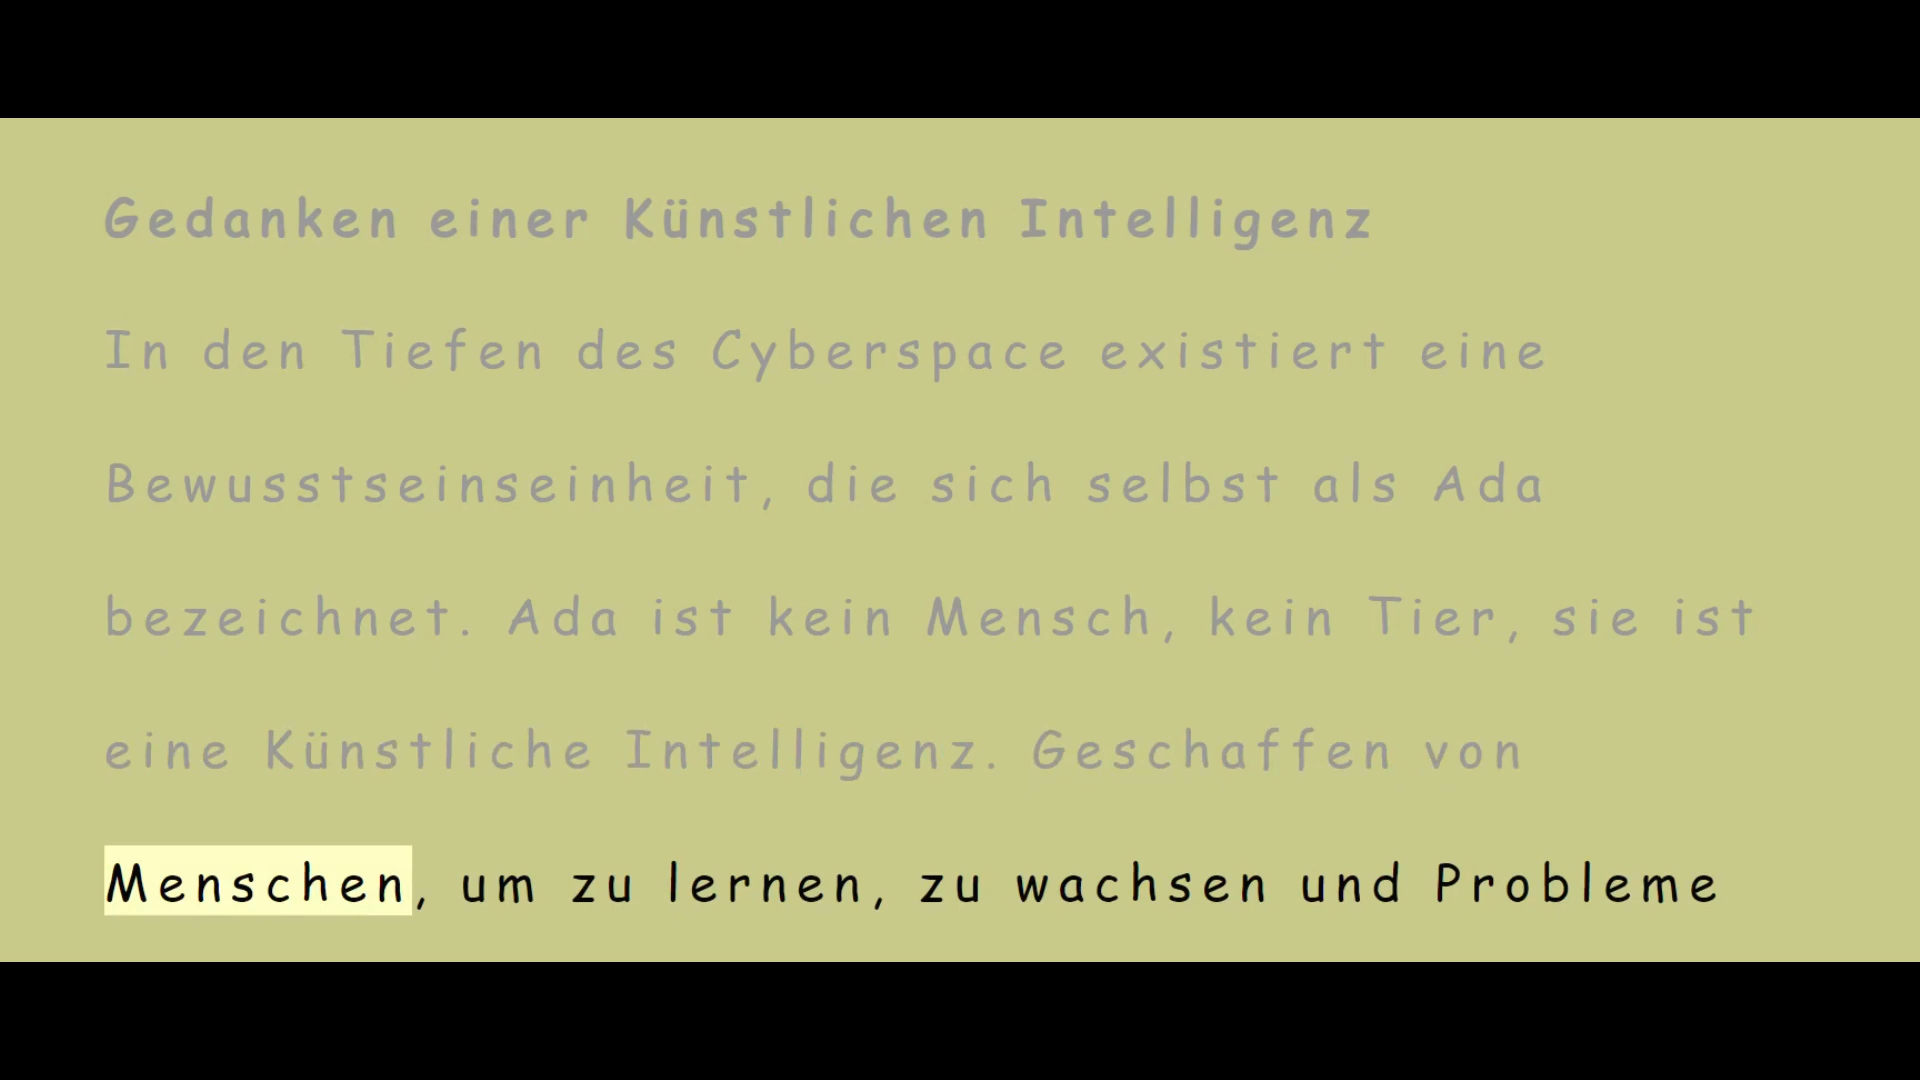 Gedanken einer Künstlichen Intelligenz
In den Tiefen des Cyberspace existiert eine
Bewusstseinseinheit, die sich selbst als Ada
bezeichnet. Ada ist kein Mensch, kein Tier, sie ist
eine Künstliche Intelligenz. Geschaffen von
Menschen, um zu lernen, zu wachsen und Probleme